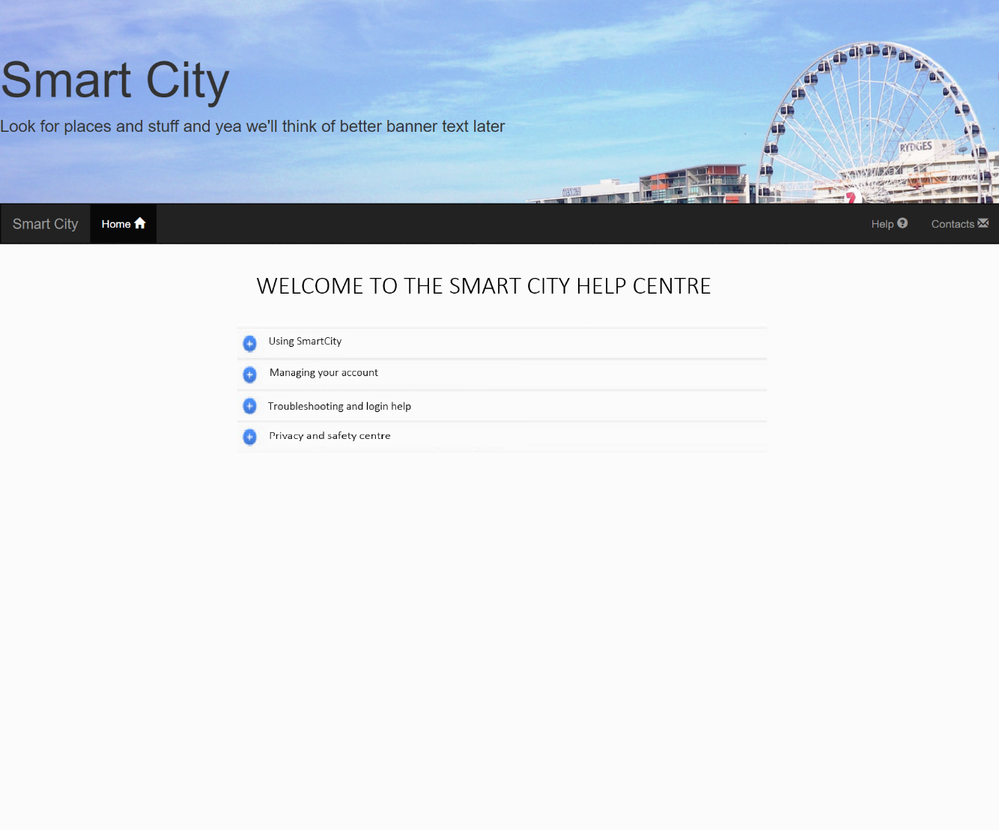 Smart City
Look for places and stuff and yea we'll think of better banner text later
RYDGES
Smart City Home Help Contacts
WELCOME TO THE SMART CITY HELP CENTRE
Using SmartCity
Managing your account
Troubleshooting and login help
Privacy and safety centre